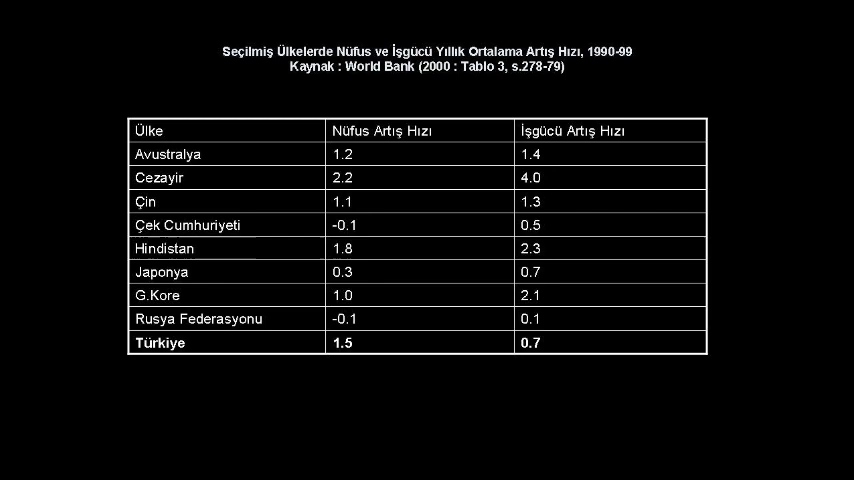 Seçilmiş Ülkelerde Nüfus ve İşgücü Yıllık Ortalama Artış Hızı, 1990-99
Kaynak : World Bank (2000 : Tablo 3, s.278-79)
Ülke Nüfus Artış Hızı İşgücü Artış Hızı
Avustralya 1.2 1.4
Cezayir 2.2 4.0
Çin 1.1 1.3
Çek Cumhuriyeti -0.1 0.5
Hindistan 1.8 2.3
Japonya 0.3 0.7
G.Kore 1.0 2.1
Rusya Federasyonu -0.1 0.1
Türkiye 1.5 0.7